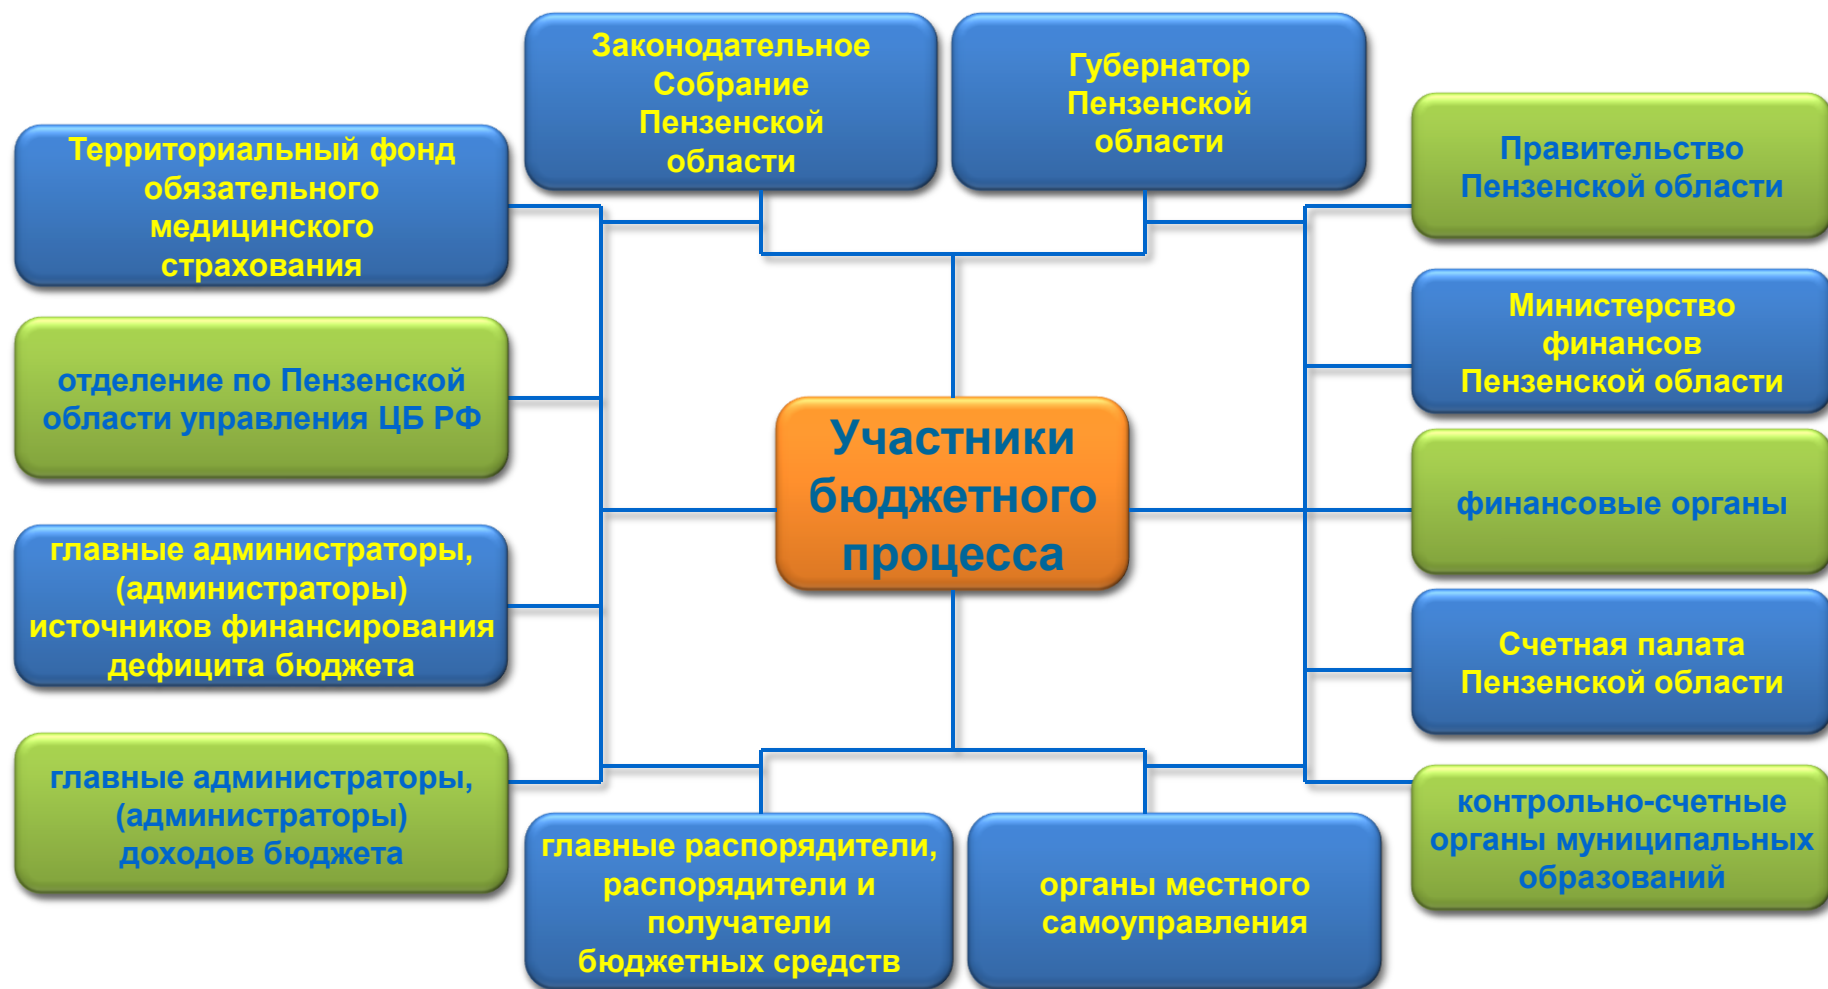 Законодательное
Собрание
Пензенской
области
Губернатор
Пензенской
области
Территориальный фонд
обязательного
медицинского
страхования
Правительство
Пензенской области
отделение по Пензенской
области управления ЦБ РФ
Министерство
финансов
Пензенской области
Участники
бюджетного
процесса
финансовые органы
главные администраторы,
(администраторы)
источников финансирования
дефицита бюджета
Счетная палата
Пензенской области
главные администраторы,
(администраторы)
доходов бюджета
контрольно-счетные
органы муниципальных
образований
главные распорядители,
распорядители и
получатели
бюджетных средств
органы местного
самоуправления